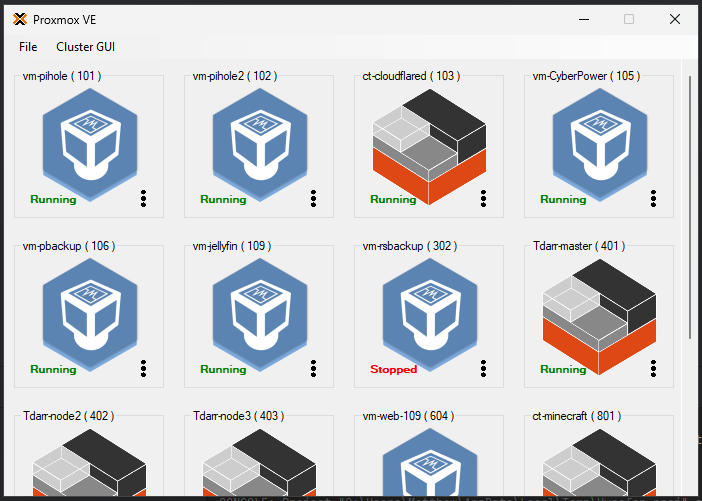 Proxmox VE
File Cluster GUI
vm-pihole ( 101 ) vm-pihole2 ( 102 ) ct-cloudflared ( 103 ) vm-CyberPower ( 105 )
Running Running Running Running
vm-pbackup ( 106 ) vm-jellyfin ( 109 ) vm-rsbackup ( 302 ) Tdarr-master ( 401 )
Running Running Stopped Running
Tdarr-node2 ( 402 ) Tdarr-node3 ( 403 ) vm-web-109 ( 604 ) ct-minecraft ( 801 )